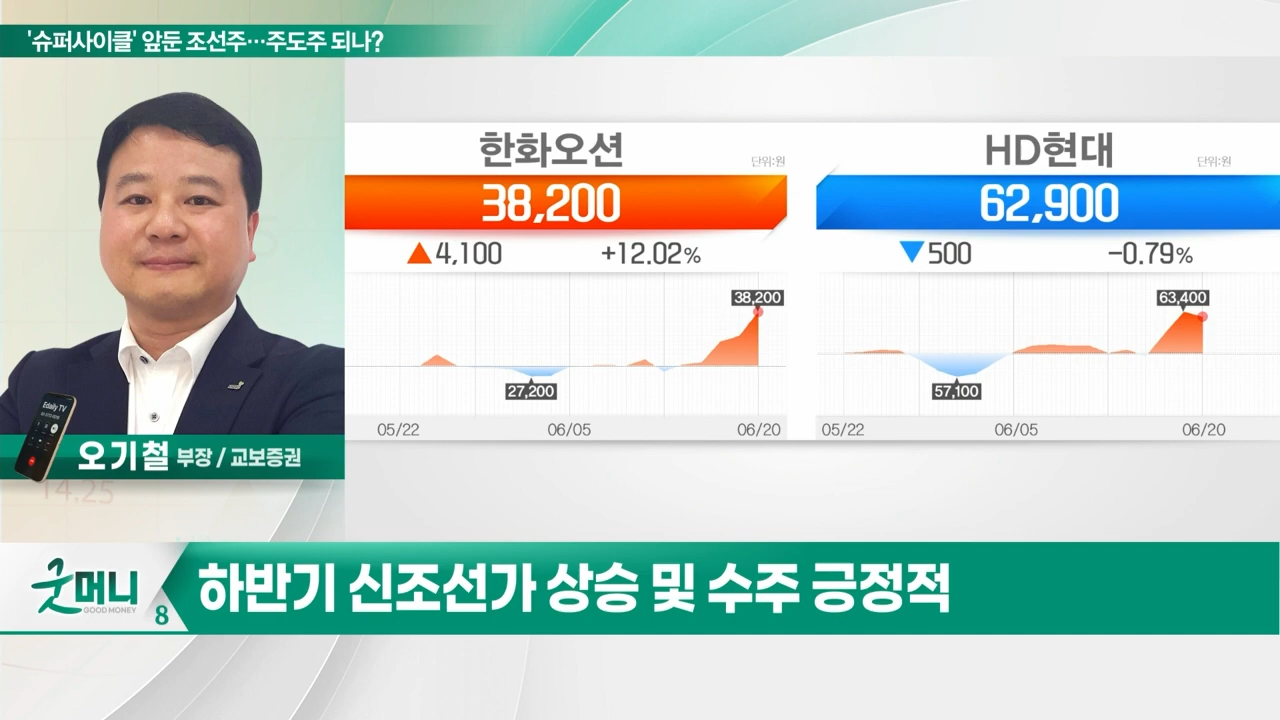 '슈퍼사이클' 앞둔 조선주…주도주 되나?
한화오션
단위:원
38,200
▲4,100 +12.02%
38,200
27,200
05/22 06/05 06/20
HD현대
단위:원
62,900
▼500 -0.79%
63,400
57,100
05/22 06/05 06/20
Edaily TV
오기철 부장 / 교보증권
14.25
굿머니
GOOD MONEY
8
하반기 신조선가 상승 및 수주 긍정적